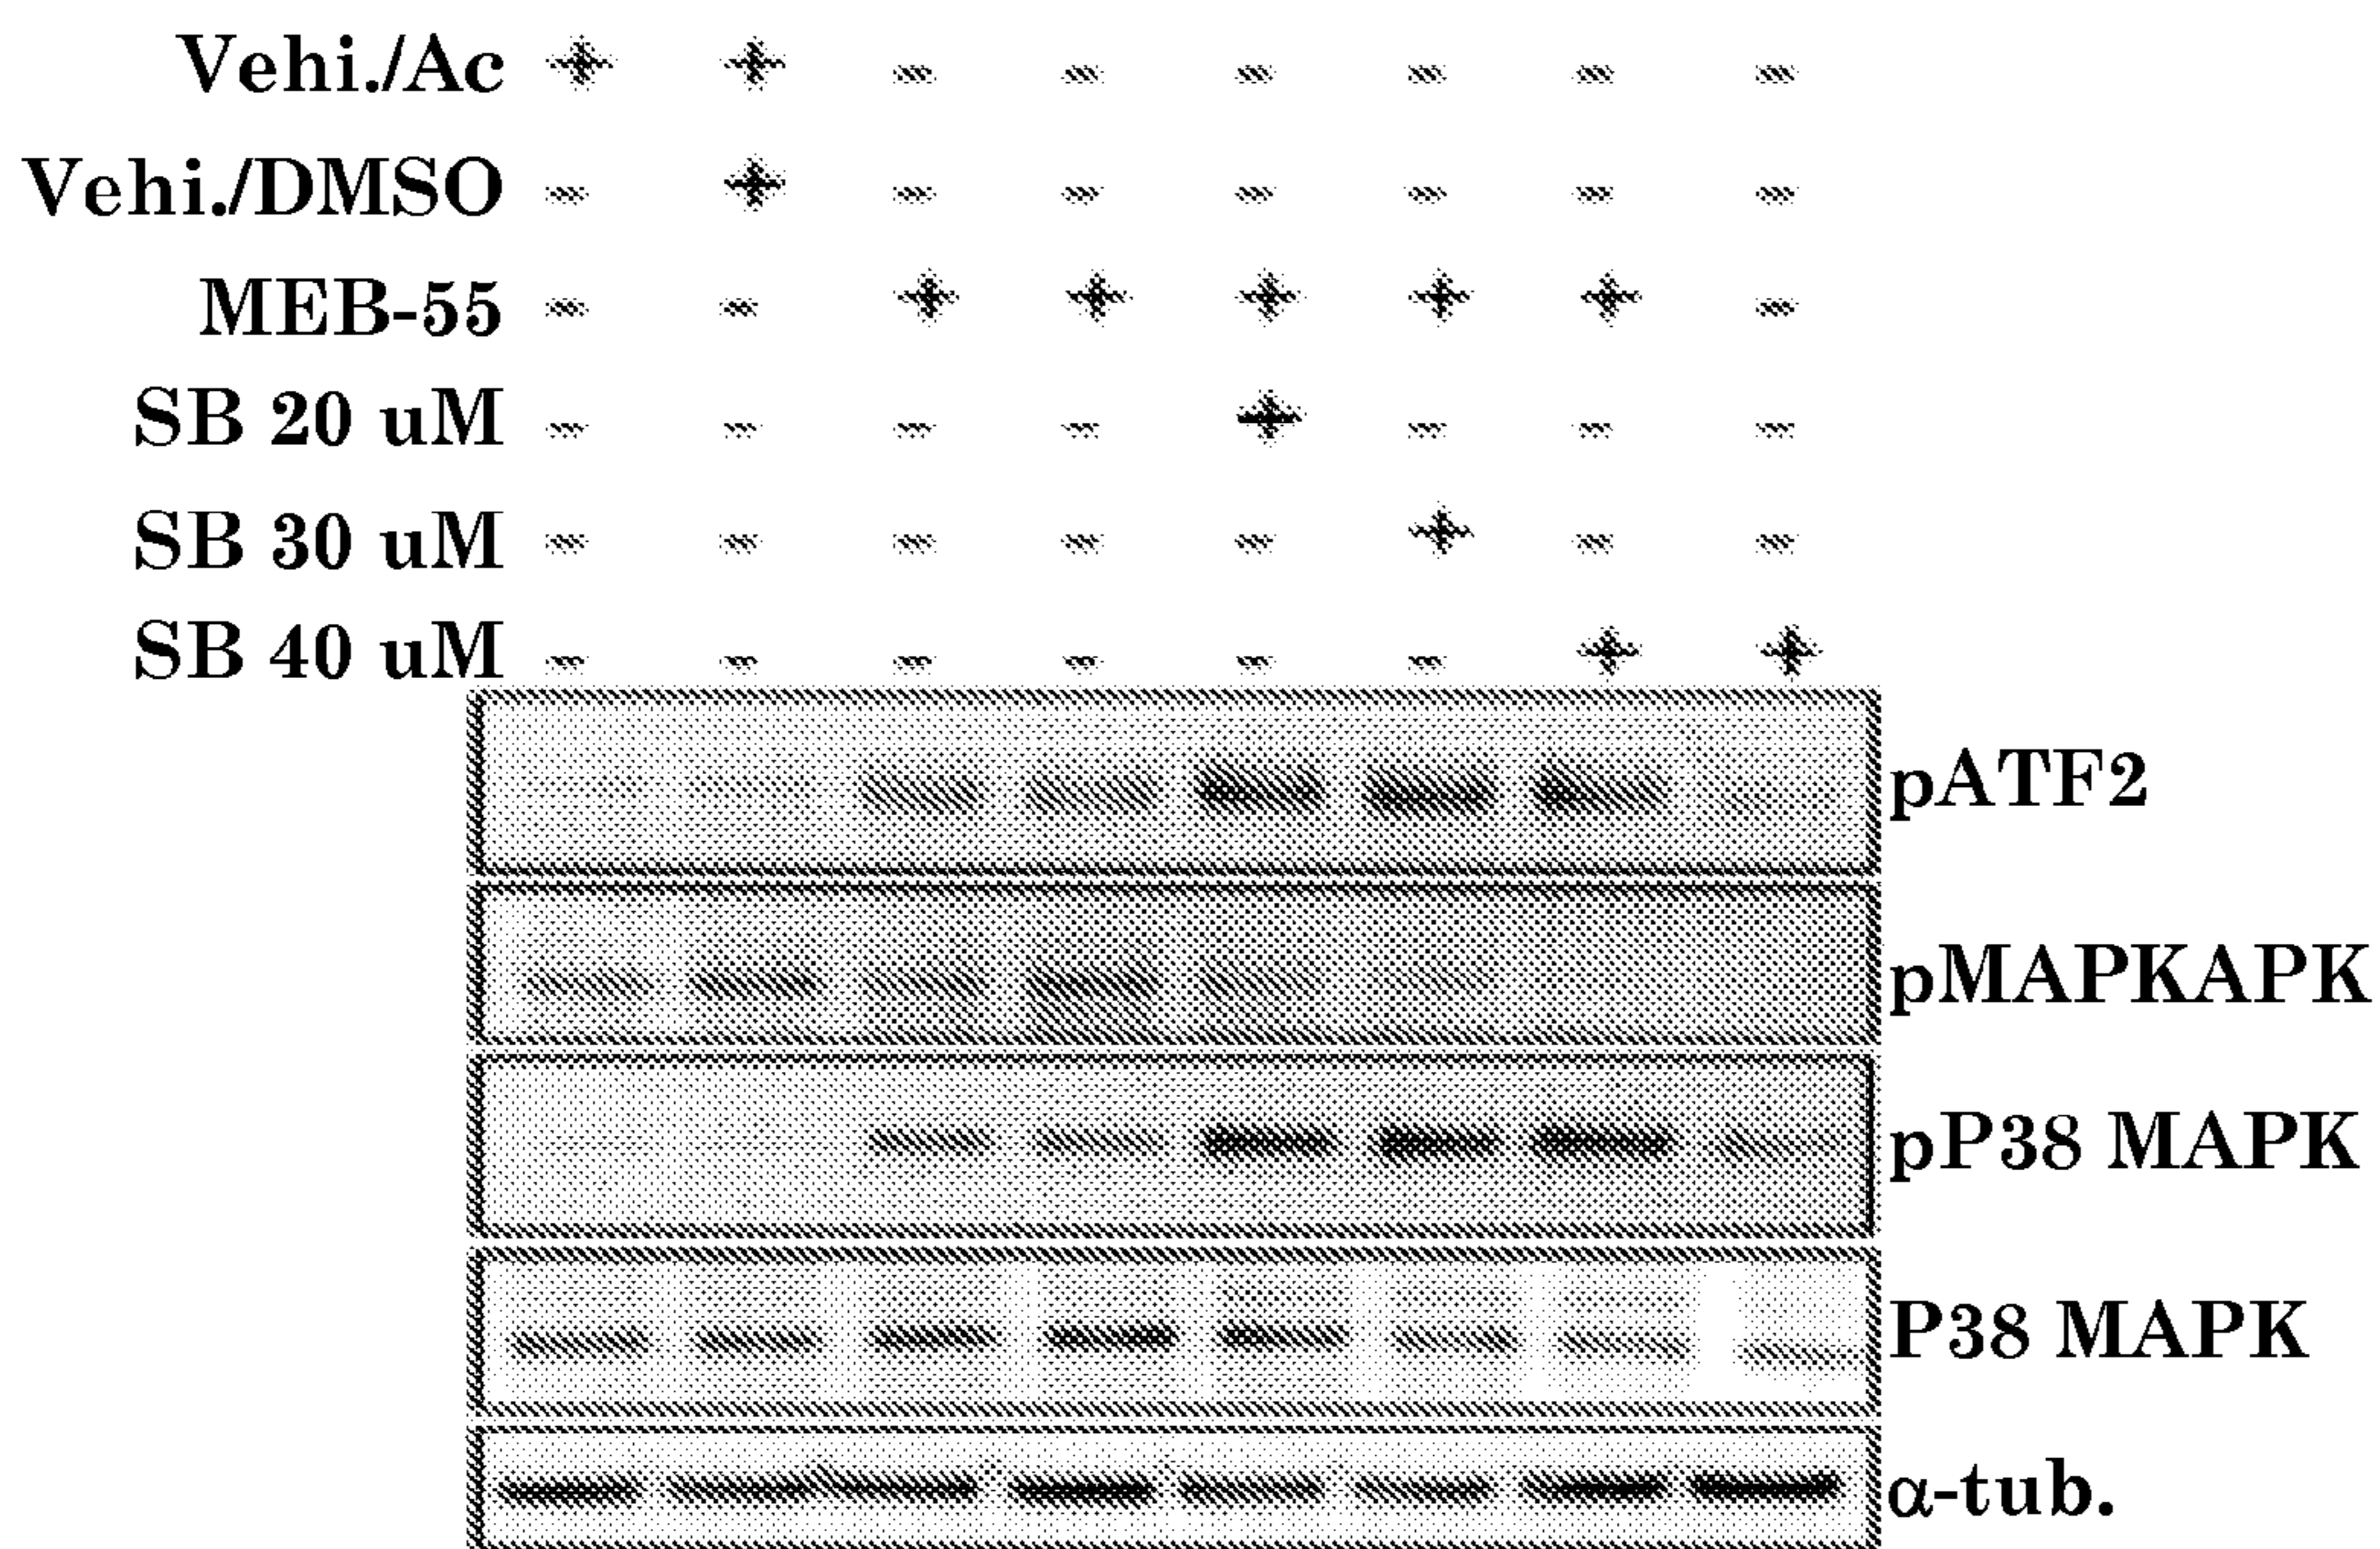 Vehi./Ac + + - - - - - -
Vehi./DMSO - + - - - - - -
MEB-55 - - + + + + + -
SB 20 uM - - - - + - - -
SB 30 uM - - - - - + - -
SB 40 uM - - - - - - + +
pATF2
pMAPKAPK
pP38 MAPK
P38 MAPK
α-tub.